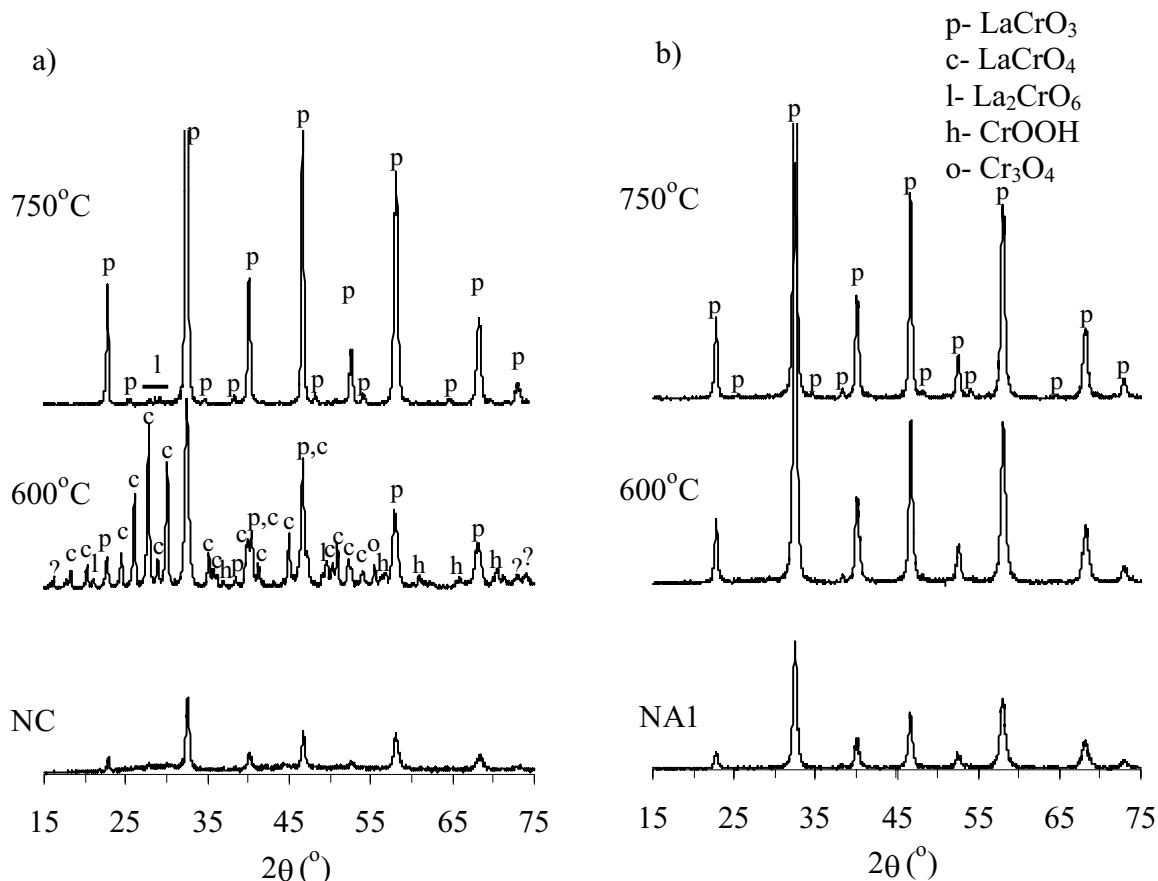 a)
p
p
p
p
p
p
p
p
l
p
p
p
p
p
750°C
c
c
c
p,c
p
600°C
? c c l p c c c c h p c p,c c c l c c c o h h h h p ? ?
NC
15 25 35 45 55 65 75
2θ (°)
b)
p- LaCrO₃
c- LaCrO₄
l- La₂CrO₆
h- CrOOH
o- Cr₃O₄
p
p
p
p
p
p
p
p
p
p
p
p
p
p
750°C
600°C
NA1
15 25 35 45 55 65 75
2θ (°)